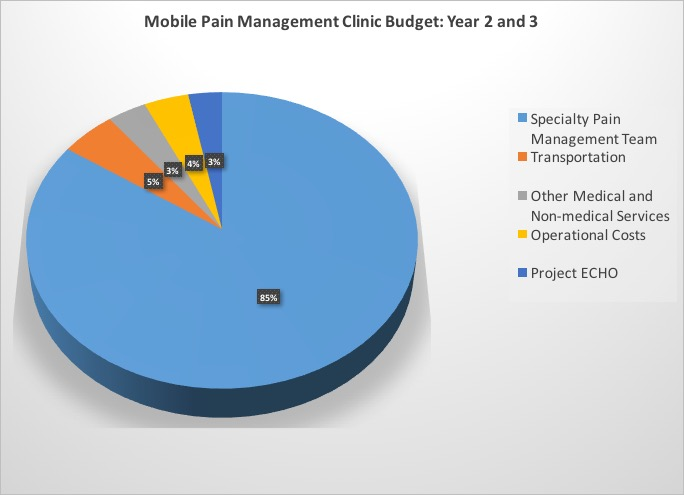 Mobile Pain Management Clinic Budget: Year 2 and 3
5%
3%
4%
3%
85%
Specialty Pain
Management Team
Transportation
Other Medical and
Non-medical Services
Operational Costs
Project ECHO